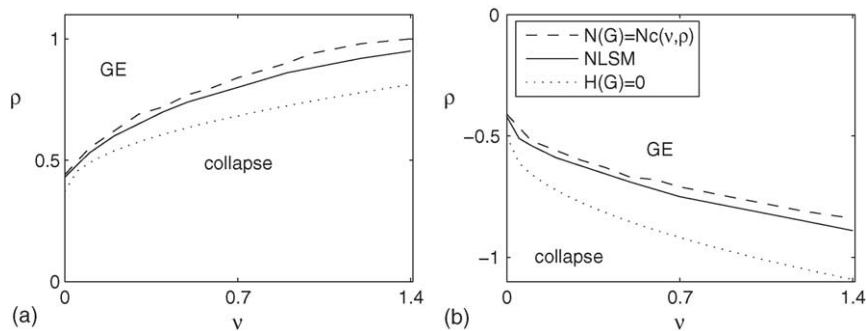 1
GE
ρ
0.5
collapse
0
(a)
0
0.7
1.4
ν
-0
N(G)=Nc(ν,ρ)
NLSM
H(G)=0
ρ
−0.5
GE
−1
collapse
(b)
0
0.7
1.4
ν